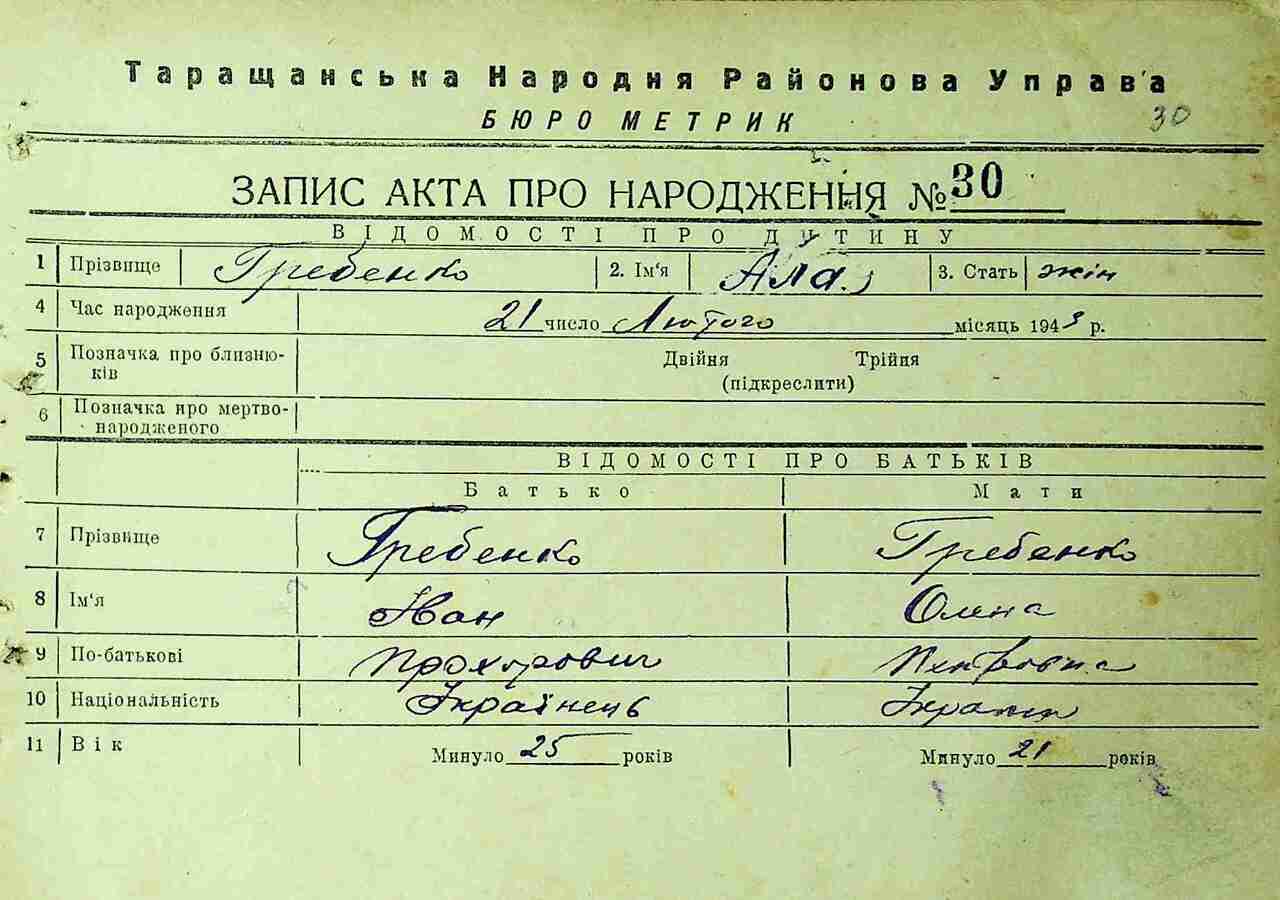 Таращанська Народня Районова Управа
БЮРО МЕТРИК
30
ЗАПИС АКТА ПРО НАРОДЖЕННЯ № 30
ВІДОМОСТІ ПРО ДИТИНУ
1 Прізвище Гребенко 2. Ім'я Ала 3. Стать жін
4 Час народження 21 число Лютого місяць 1943 р.
5 Позначка про близнюків Двійня Трійня
(підкреслити)
6 Позначка про мертвонародженого
ВІДОМОСТІ ПРО БАТЬКІВ
Батько Мати
7 Прізвище Гребенко Гребенко
8 Ім'я Іван Олена
9 По-батькові Прохорович Петровна
10 Національність Українець
11 Вік Минуло 25 років Минуло 21 років